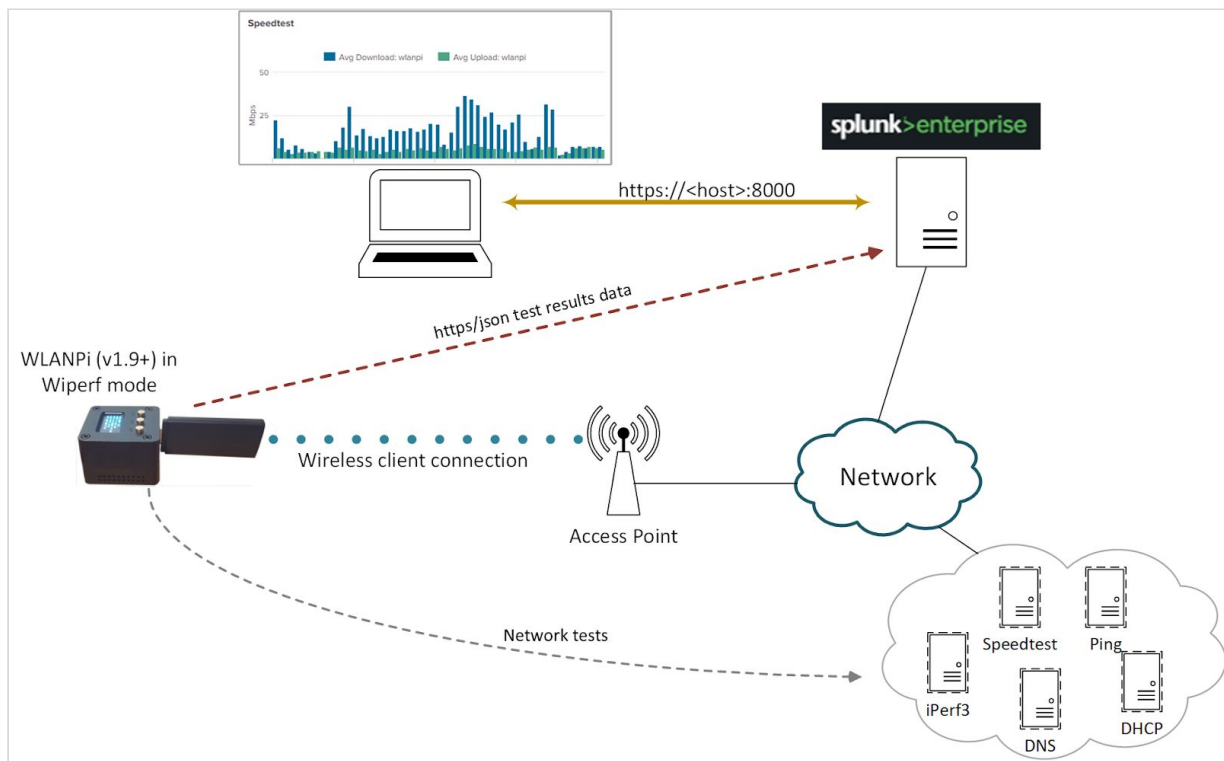 Speedtest
Avg Download: wlanpi Avg Upload: wlanpi
50
25
Mbps
splunk>enterprise
https://<host>:8000
https/json test results data
WLANPi (v1.9+) in
Wiperf mode
Wireless client connection
Access Point
Network
Network tests
Speedtest
Ping
iPerf3
DNS
DHCP